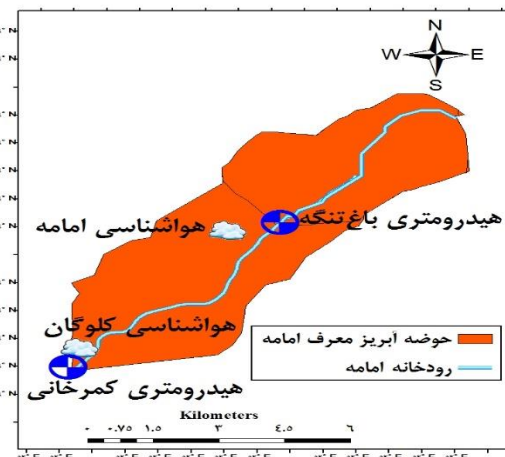 N
W E
S
هیدرومتری باغ‌تنگه
هواشناسی امامه
هواشناسی کلوگان
هیدرومتری کمرخانی
حوضه آبریز معرف امامه
رودخانه امامه
Kilometers
۰ ۰.۷۵ ۱.۵ ۳ ۴.۵ ۶